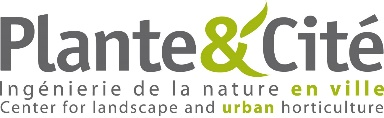 Plante&Cité
Ingénierie de la nature en ville
Center for landscape and urban horticulture